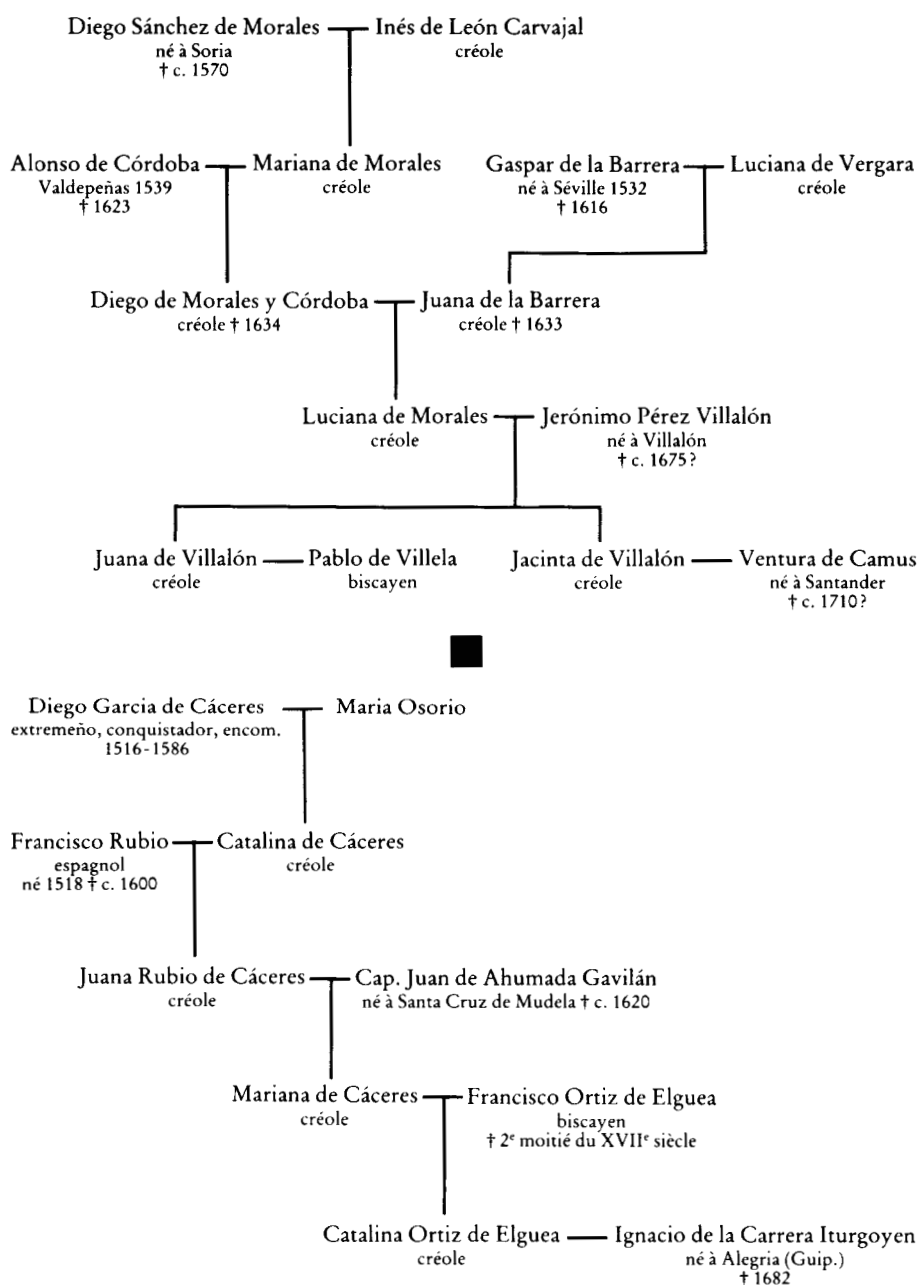 Diego Sánchez de Morales Inés de León Carvajal
né à Soria créole
† c. 1570
Alonso de Córdoba Mariana de Morales Gaspar de la Barrera Luciana de Vergara
Valdepeñas 1539 créole né à Séville 1532 créole
† 1623 † 1616
Diego de Morales y Córdoba Juana de la Barrera
créole † 1634 créole † 1633
Luciana de Morales Jerónimo Pérez Villalón
créole né à Villalón
† c. 1675?
Juana de Villalón Pablo de Villela Jacinta de Villalón Ventura de Camus
créole biscayen créole né à Santander
† c. 1710?
Diego Garcia de Cáceres Maria Osorio
extremeño, conquistador, encom.
1516-1586
Francisco Rubio Catalina de Cáceres
espagnol créole
né 1518 † c. 1600
Juana Rubio de Cáceres Cap. Juan de Ahumada Gavilán
créole né à Santa Cruz de Mudela † c. 1620
Mariana de Cáceres Francisco Ortiz de Elguea
créole biscayen
† 2e moitié du XVIIe siècle
Catalina Ortiz de Elguea Ignacio de la Carrera Iturgoyen
créole né à Alegria (Guip.)
† 1682